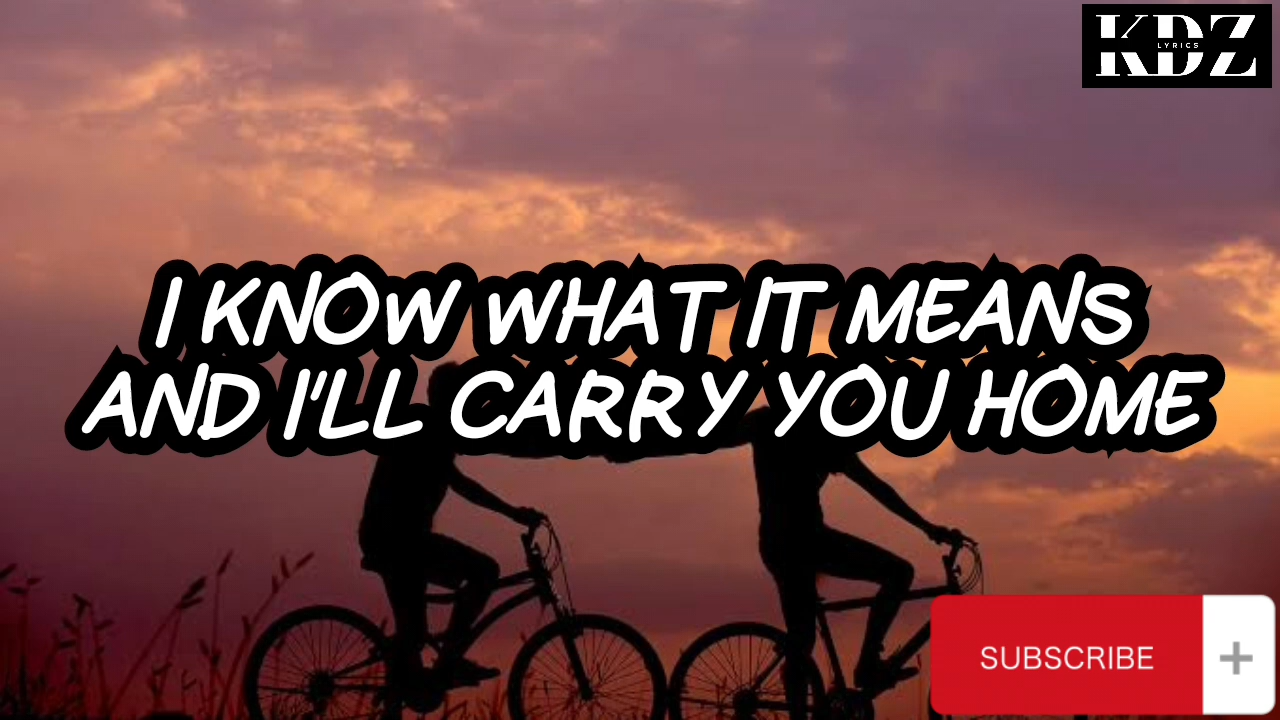 KDZ
LYRICS
I KNOW WHAT IT MEANS
AND I'LL CARRY YOU HOME
SUBSCRIBE
+